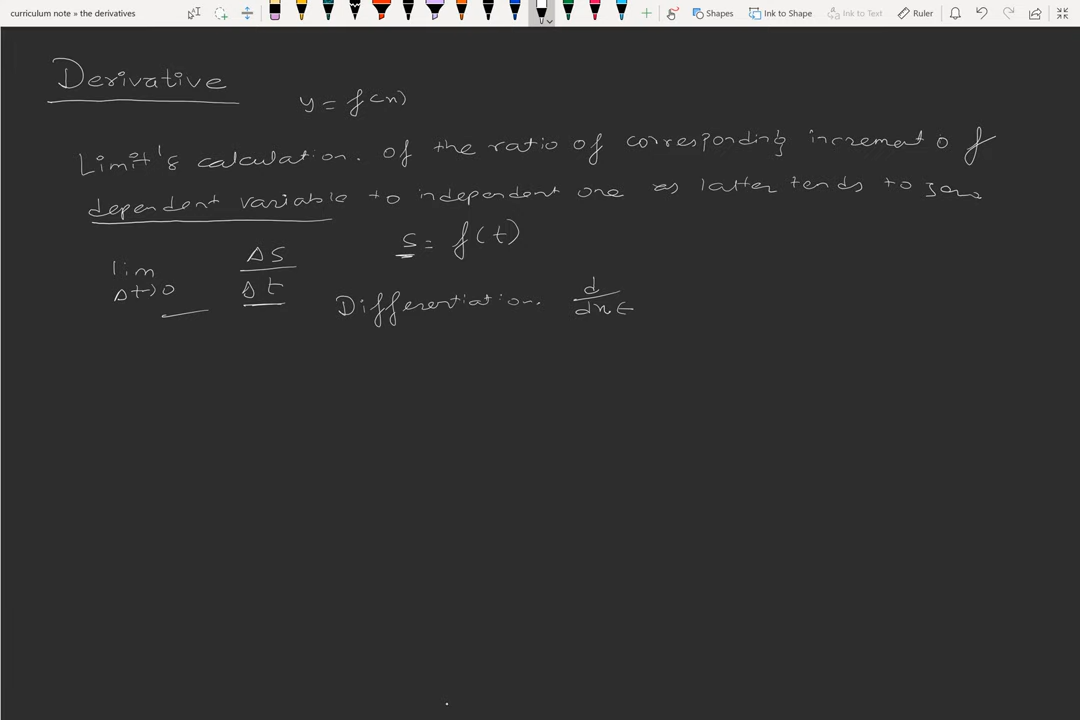 curriculum note » the derivatives
Shapes Ink to Shape Ink to Text Ruler
Derivative
y = f(x)
Limit's calculation. Of the ratio of corresponding increment of
dependent variable to independent one as latter tends to zero
lim Δt→0 ΔS/Δt
s = f(t)
Differentiation. d/dx t